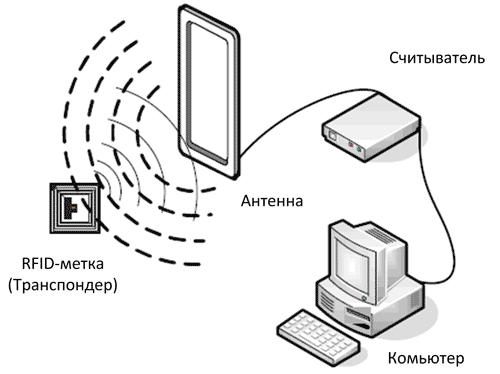 Считыватель
Антенна
RFID-метка
(Транспондер)
Комьютер